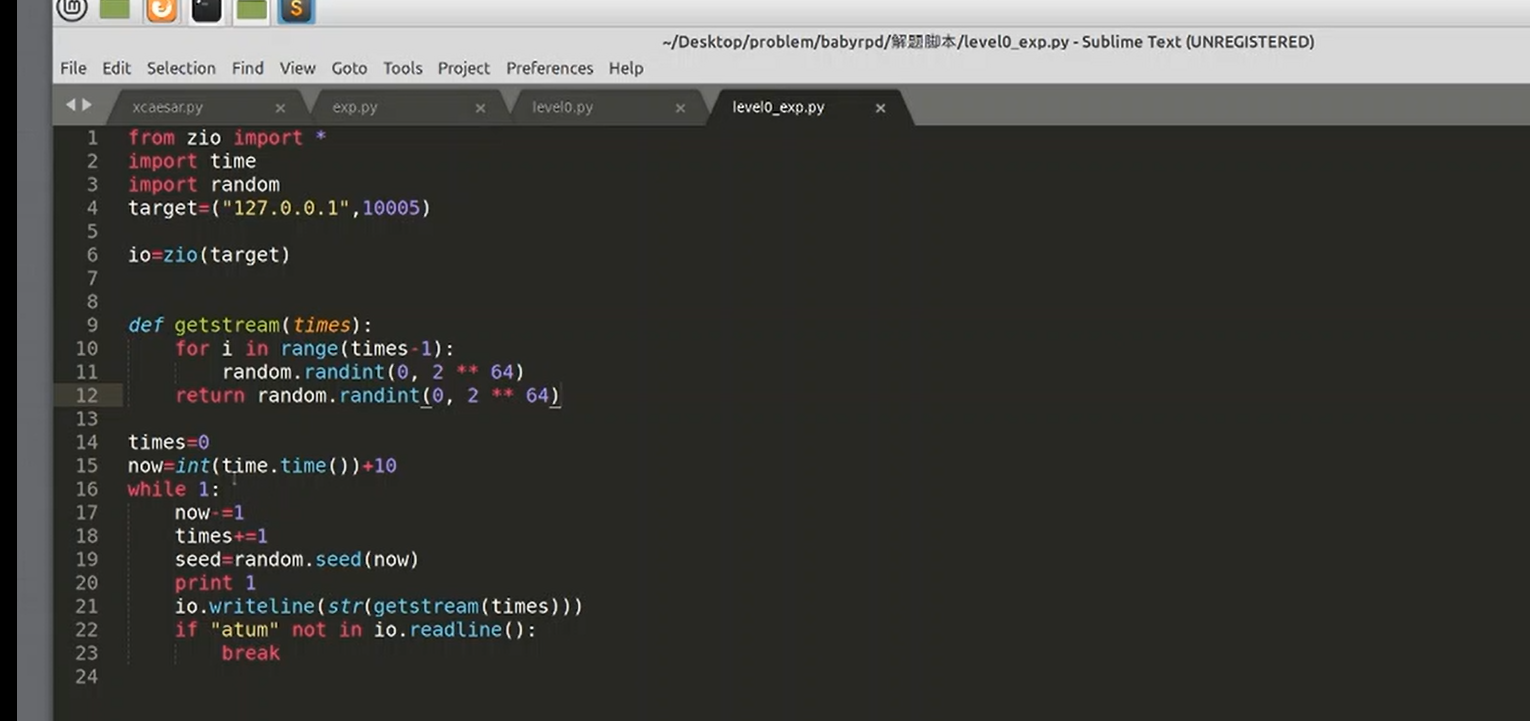 ~/Desktop/problem/babyrpd/解题脚本/level0_exp.py - Sublime Text (UNREGISTERED)
File Edit Selection Find View Goto Tools Project Preferences Help
xcaesar.py × exp.py × level0.py × level0_exp.py ×
1 from zio import *
2 import time
3 import random
4 target=("127.0.0.1",10005)
5
6 io=zio(target)
7
8
9 def getstream(times):
10 for i in range(times-1):
11 random.randint(0, 2 ** 64)
12 return random.randint(0, 2 ** 64)
13
14 times=0
15 now=int(time.time())+10
16 while 1:
17 now-=1
18 times+=1
19 seed=random.seed(now)
20 print 1
21 io.writeline(str(getstream(times)))
22 if "atum" not in io.readline():
23 break
24